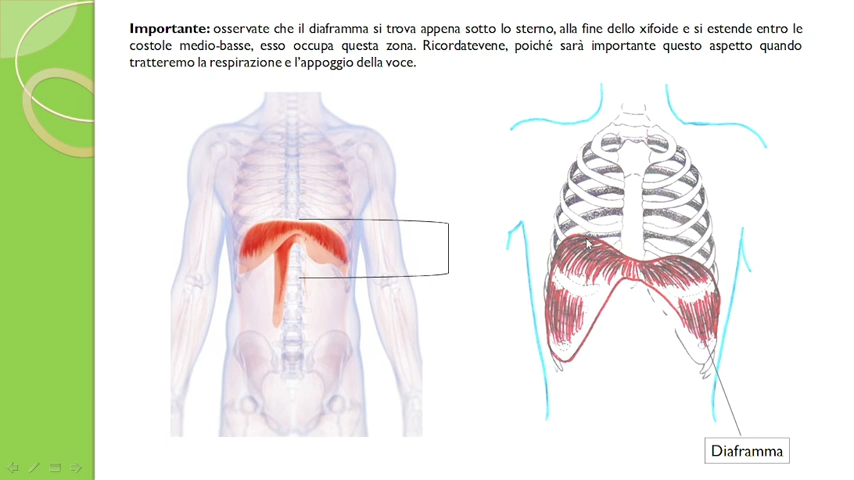 Importante: osservate che il diaframma si trova appena sotto lo sterno, alla fine dello xifoide e si estende entro le
costole medio-basse, esso occupa questa zona. Ricordatevene, poiché sarà importante questo aspetto quando
tratteremo la respirazione e l'appoggio della voce.
Diaframma